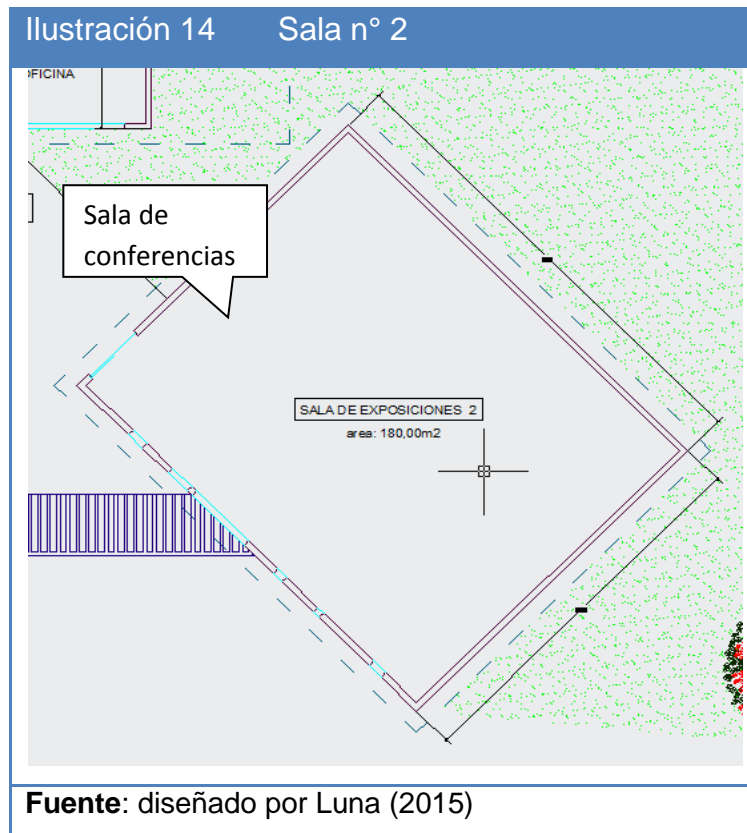 Ilustración 14 Sala n° 2
OFICINA
Sala de
conferencias
SALA DE EXPOSICIONES 2
area: 180,00m2
Fuente: diseñado por Luna (2015)